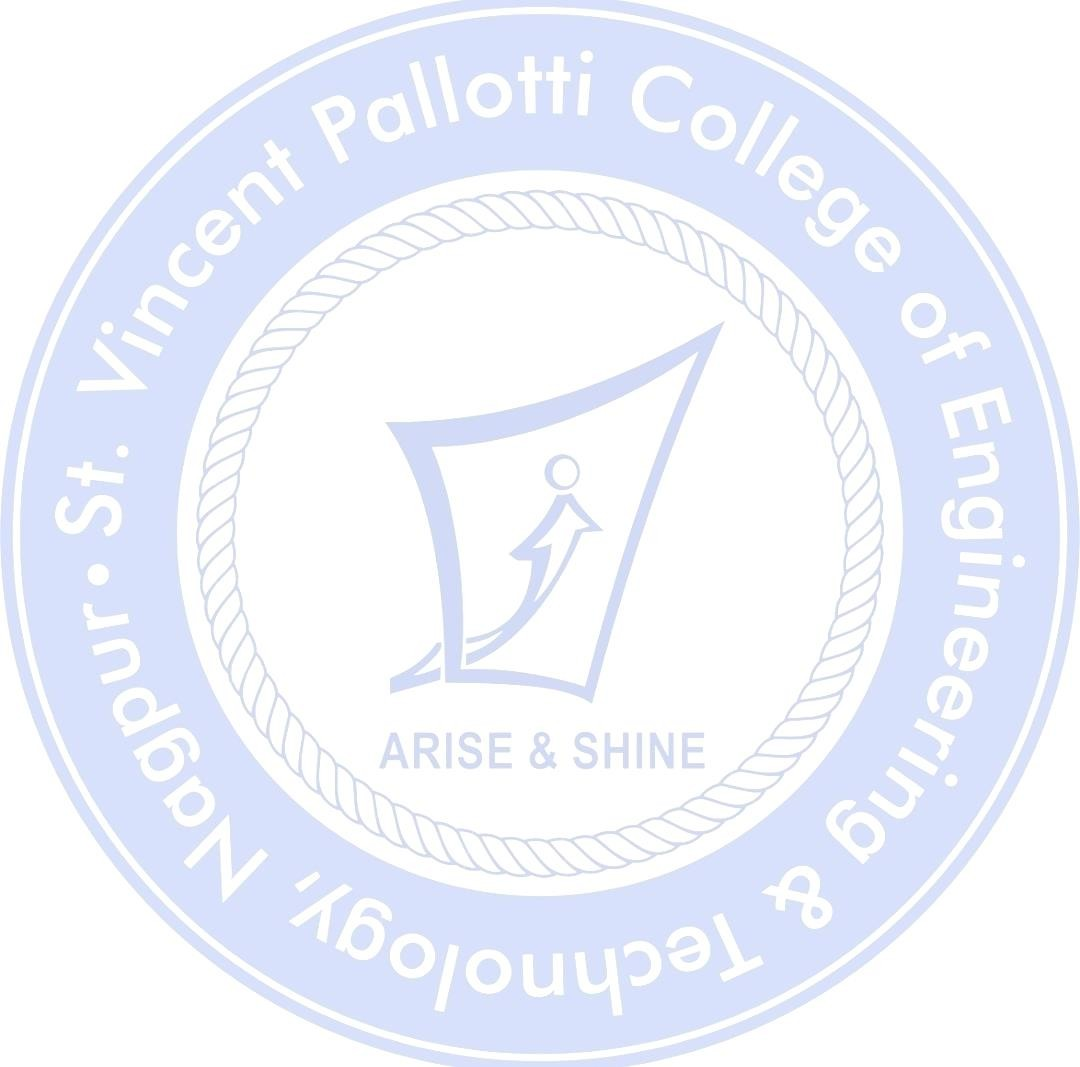 St. Vincent Pallotti College of Engineering & Technology, Nagpur •
ARISE & SHINE